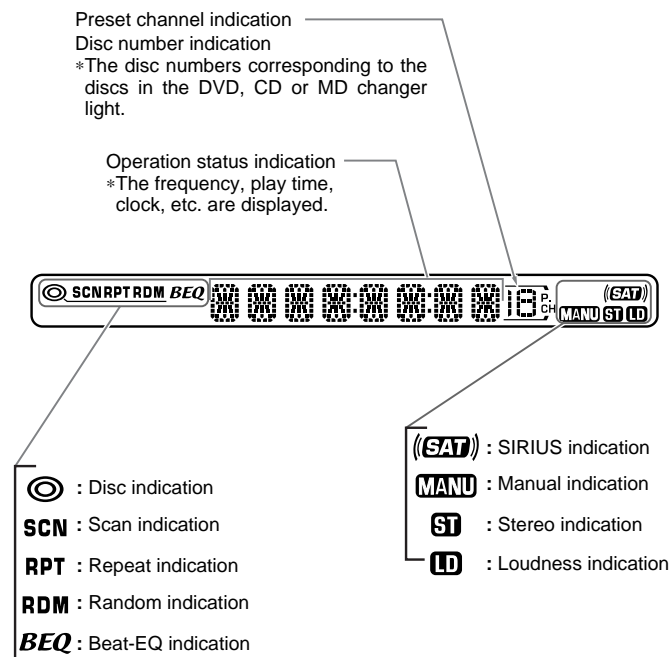 Preset channel indication
Disc number indication
*The disc numbers corresponding to the
discs in the DVD, CD or MD changer
light.
Operation status indication
*The frequency, play time,
clock, etc. are displayed.
SCN RPT RDM BEQ
18 P.CH
((SAT))
MANU ST LD
: Disc indication
SCN : Scan indication
RPT : Repeat indication
RDM : Random indication
BEQ : Beat-EQ indication
((SAT)) : SIRIUS indication
MANU : Manual indication
ST : Stereo indication
LD : Loudness indication